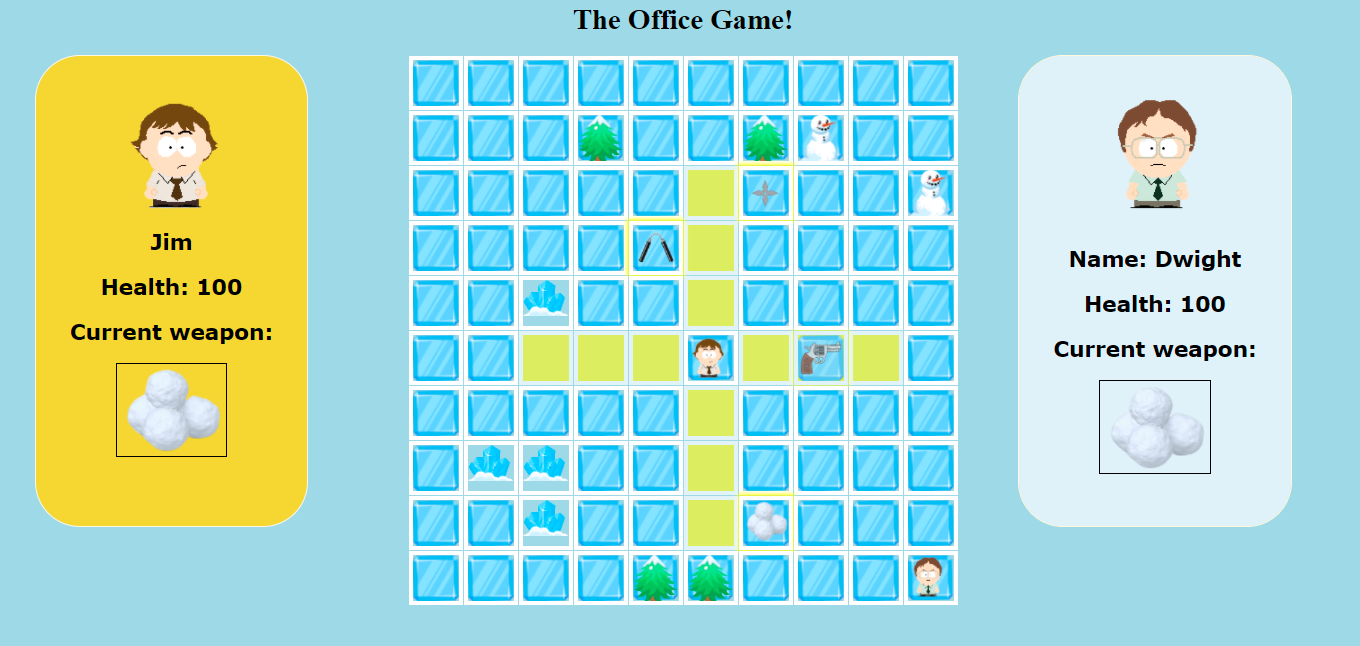 The Office Game!
Jim
Health: 100
Current weapon:
Name: Dwight
Health: 100
Current weapon: